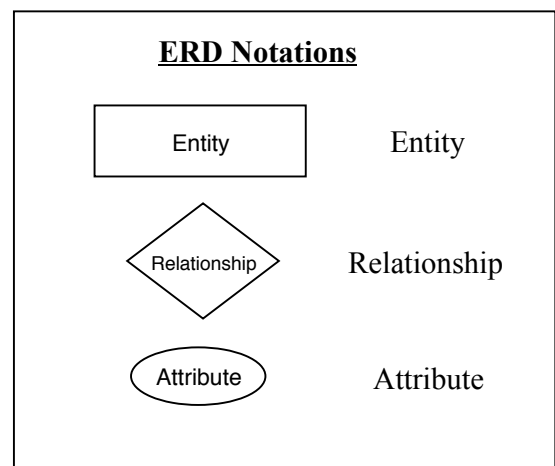 ERD Notations
Entity Entity
Relationship Relationship
Attribute Attribute